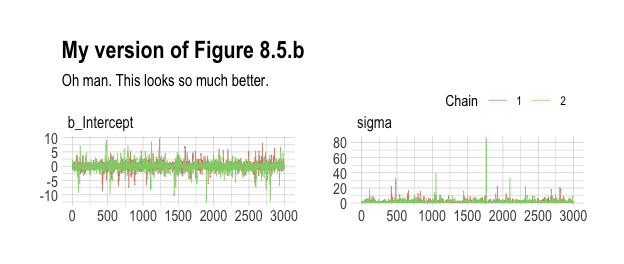 My version of Figure 8.5.b
Oh man. This looks so much better.
Chain 1 2
b_Intercept
sigma
10
5
0
-5
-10
0 500 1000 1500 2000 2500 3000
80
60
40
20
0
0 500 1000 1500 2000 2500 3000